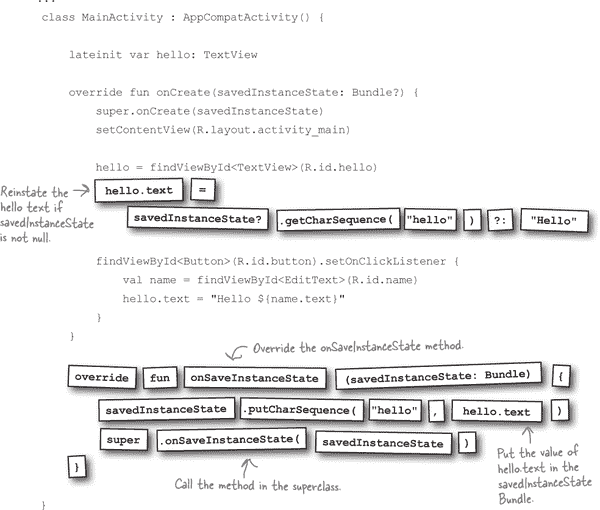 class MainActivity : AppCompatActivity() {
lateinit var hello: TextView
override fun onCreate(savedInstanceState: Bundle?) {
super.onCreate(savedInstanceState)
setContentView(R.layout.activity_main)
hello = findViewById<TextView>(R.id.hello)
Reinstate the
hello text if
savedInstanceState
is not null.
hello.text =
savedInstanceState? .getCharSequence( "hello" ) ?: "Hello"
findViewById<Button>(R.id.button).setOnClickListener {
val name = findViewById<EditText>(R.id.name)
hello.text = "Hello ${name.text}"
}
}
Override the onSaveInstanceState method.
override fun onSaveInstanceState (savedInstanceState: Bundle) {
savedInstanceState .putCharSequence( "hello" , hello.text )
super .onSaveInstanceState( savedInstanceState )
}
Call the method in the superclass.
Put the value of
hello.text in the
savedInstanceState
Bundle.
}